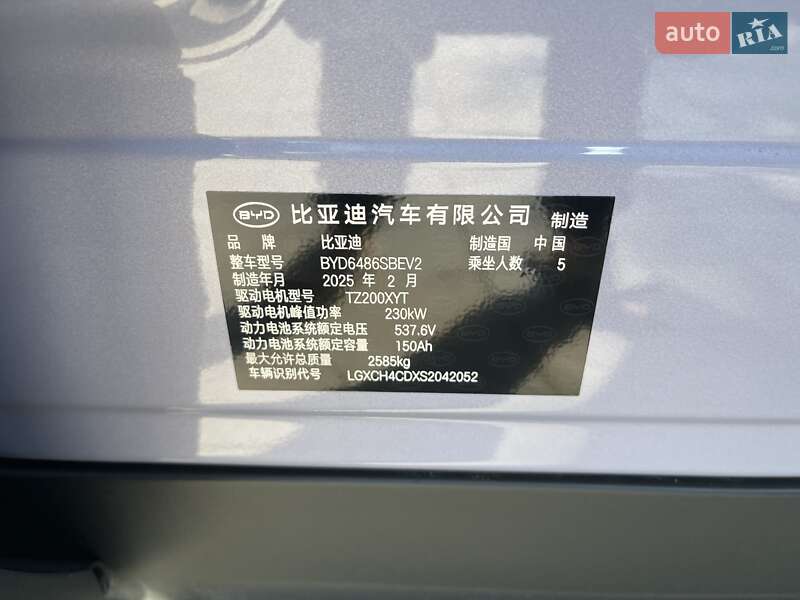 auto RIA.com
BYD 比亚迪汽车有限公司 制造
品 牌 比亚迪 制造国 中国
整车型号 BYD6486SBEV2 乘坐人数 5
制造年月 2025 年 2 月
驱动电机型号 TZ200XYT
驱动电机峰值功率 230kW
动力电池系统额定电压 537.6V
动力电池系统额定容量 150Ah
最大允许总质量 2585kg
车辆识别代号 LGXCH4CDXS2042052